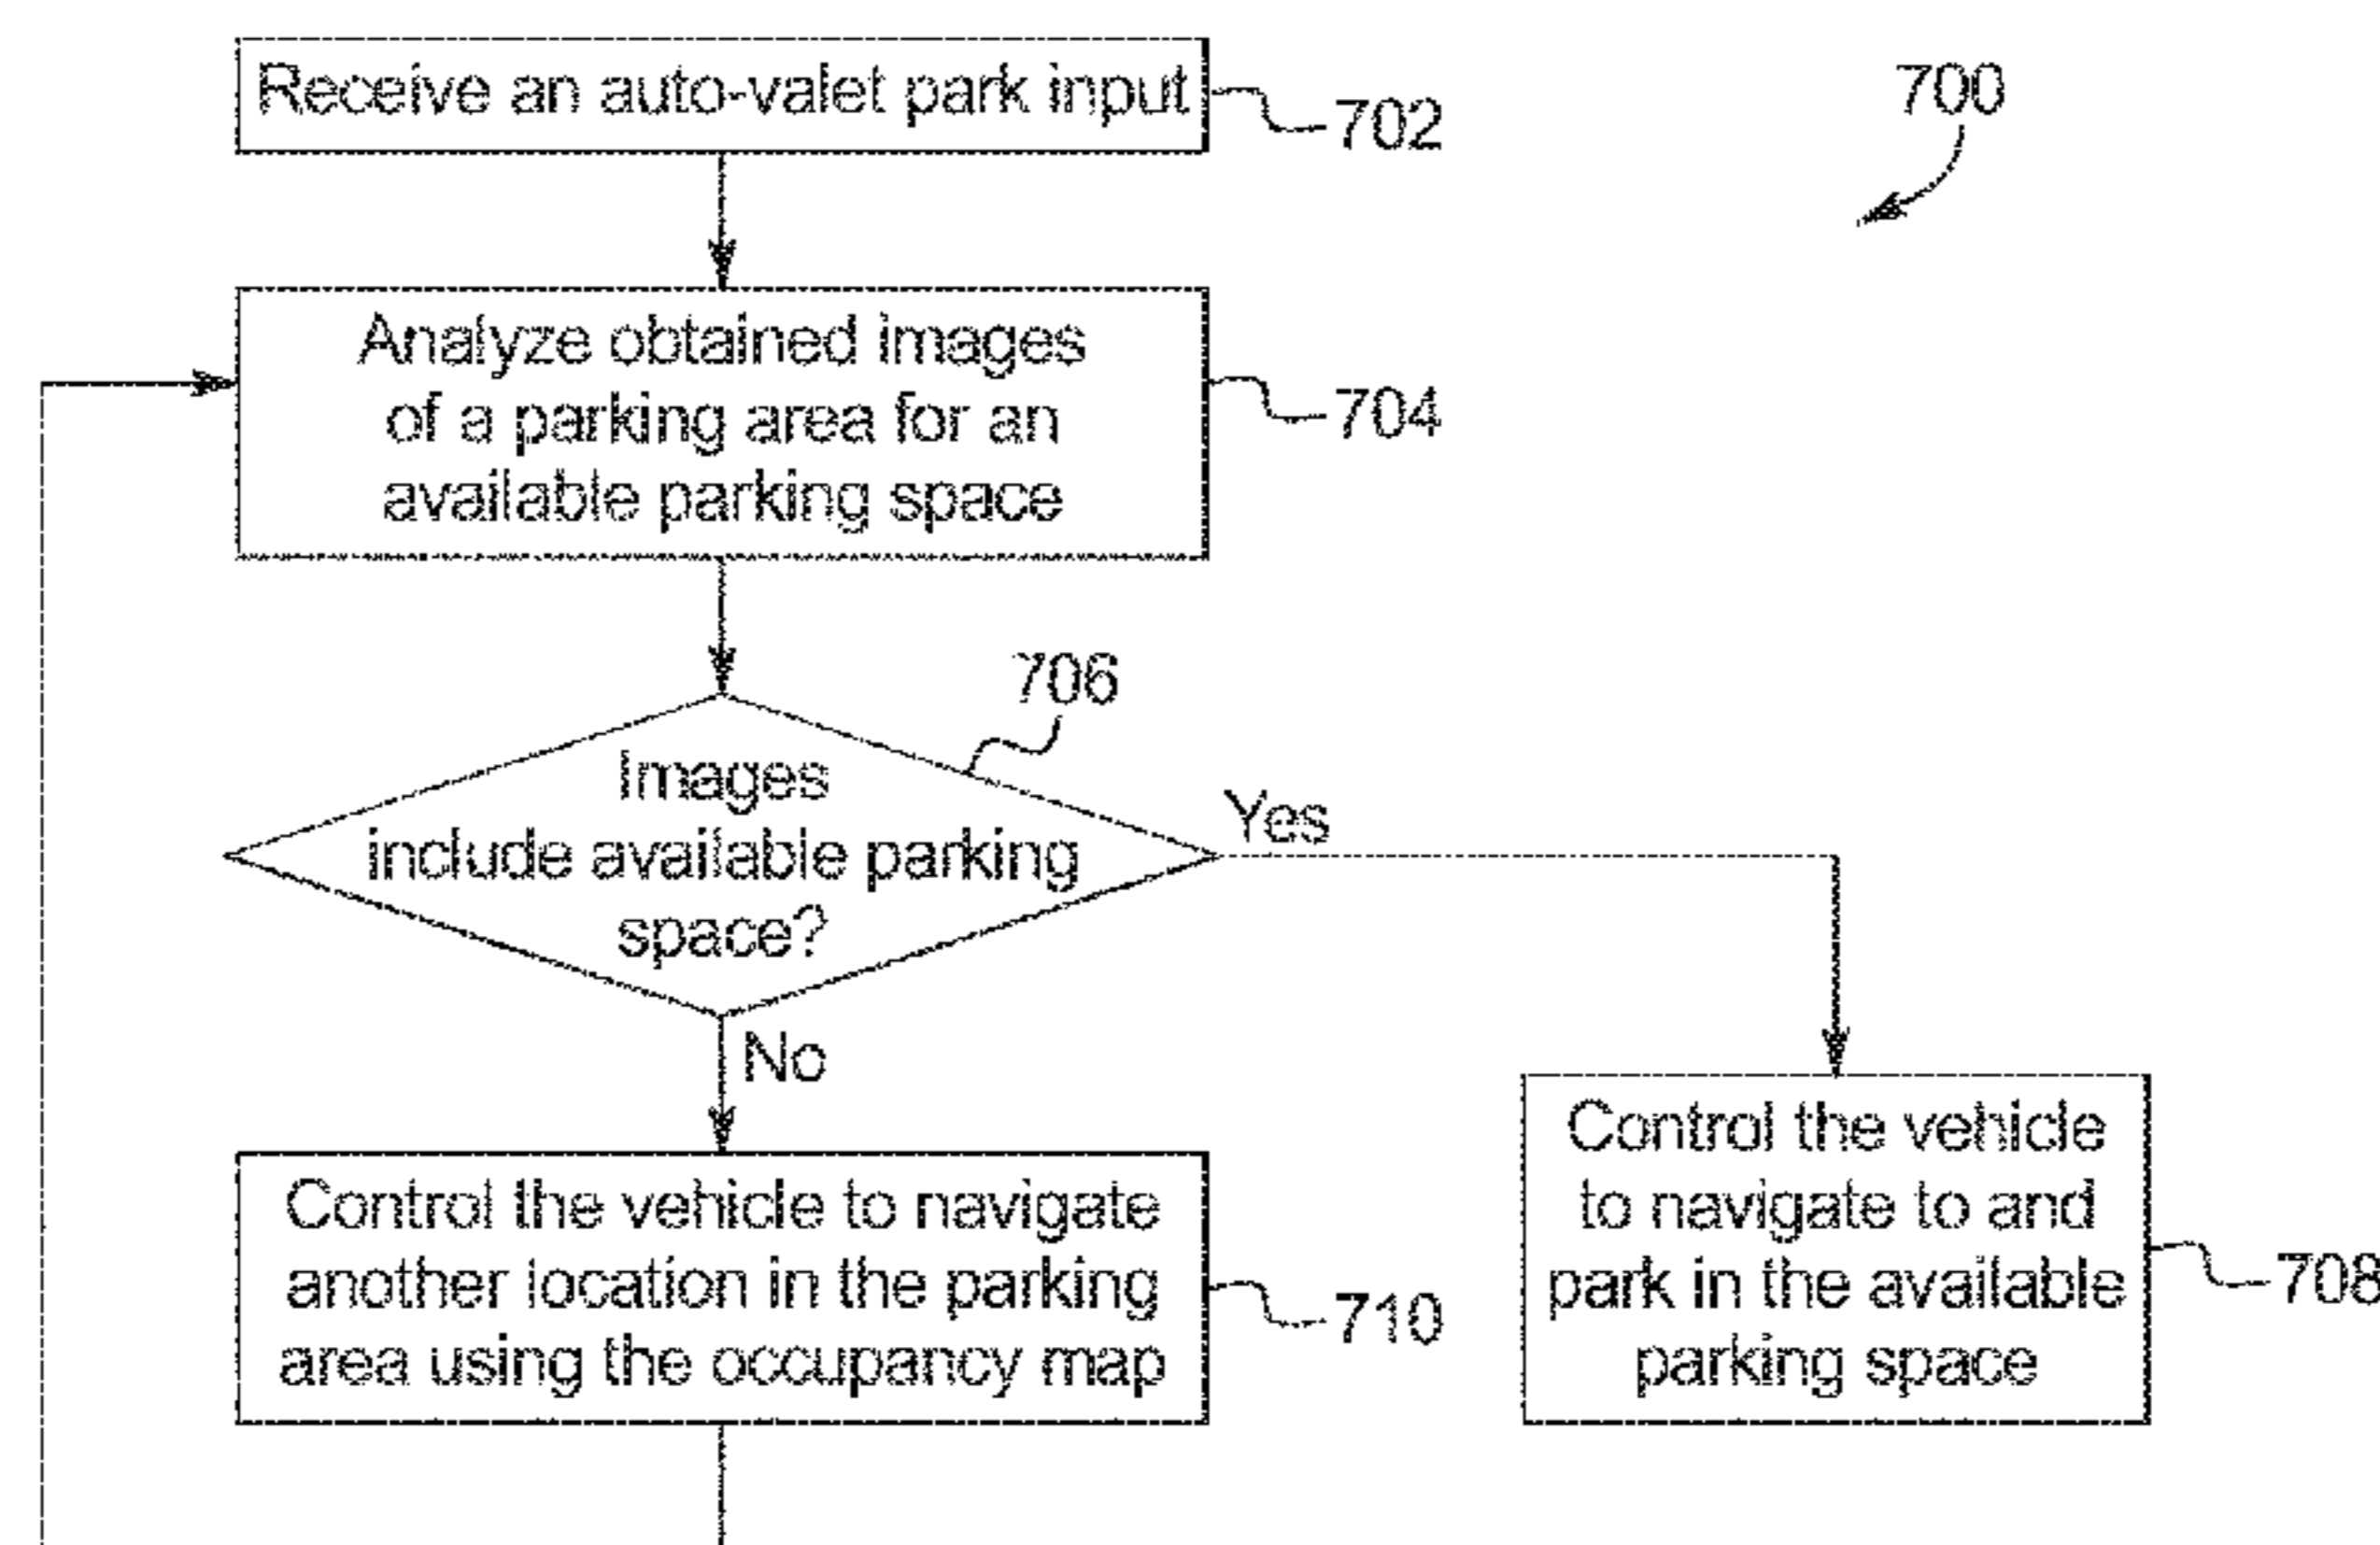 Receive an auto-valet park input
702
700
Analyze obtained images
of a parking area for an
available parking space
704
706
Images
include available parking
space?
Yes
No
Control the vehicle to navigate
another location in the parking
area using the occupancy map
710
Control the vehicle
to navigate to and
park in the available
parking space
708